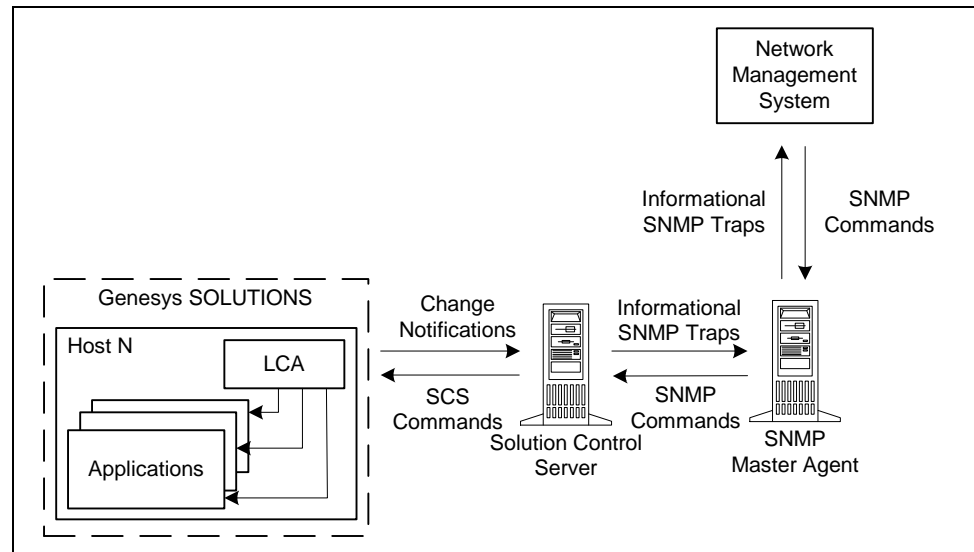 Network
Management
System
Informational
SNMP Traps
SNMP
Commands
Genesys SOLUTIONS
Host N
LCA
Applications
Change
Notifications
SCS
Commands
Solution Control
Server
Informational
SNMP Traps
SNMP
Commands
SNMP
Master Agent